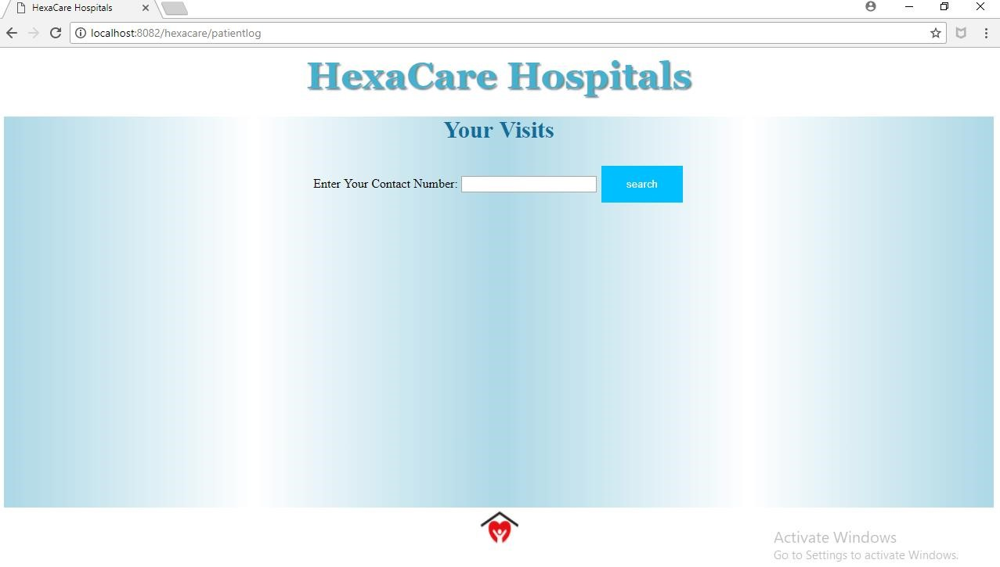 HexaCare Hospitals
localhost:8082/hexacare/patientlog
HexaCare Hospitals
Your Visits
Enter Your Contact Number:
search
Activate Windows
Go to Settings to activate Windows.